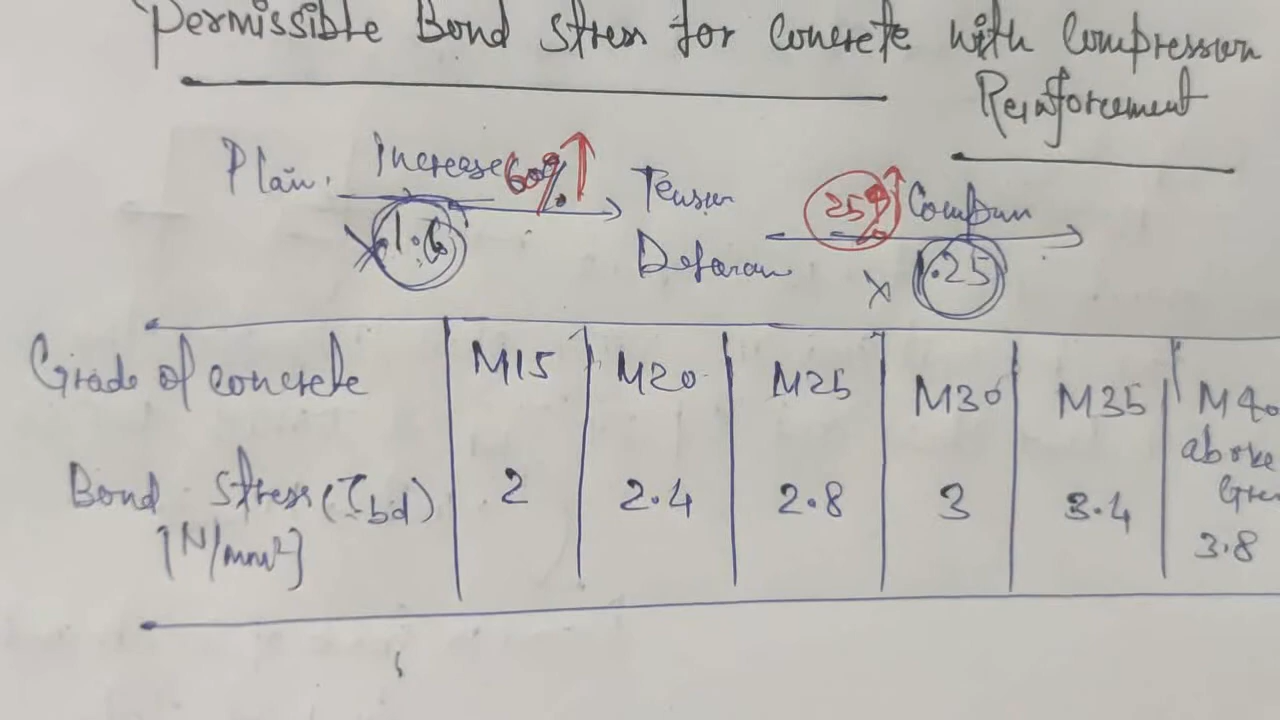 Permissible Bond Stress for Concrete with Compression
Reinforcement
Plain. Increase 60% Tension
25%
×1.6
Deforam
× 1.25
Grade of concrete M15 M20 M25 M30 M35 M40
above
Bond Stress (τbd) 2 2.4 2.8 3 3.4
[N/mm²] 3.8